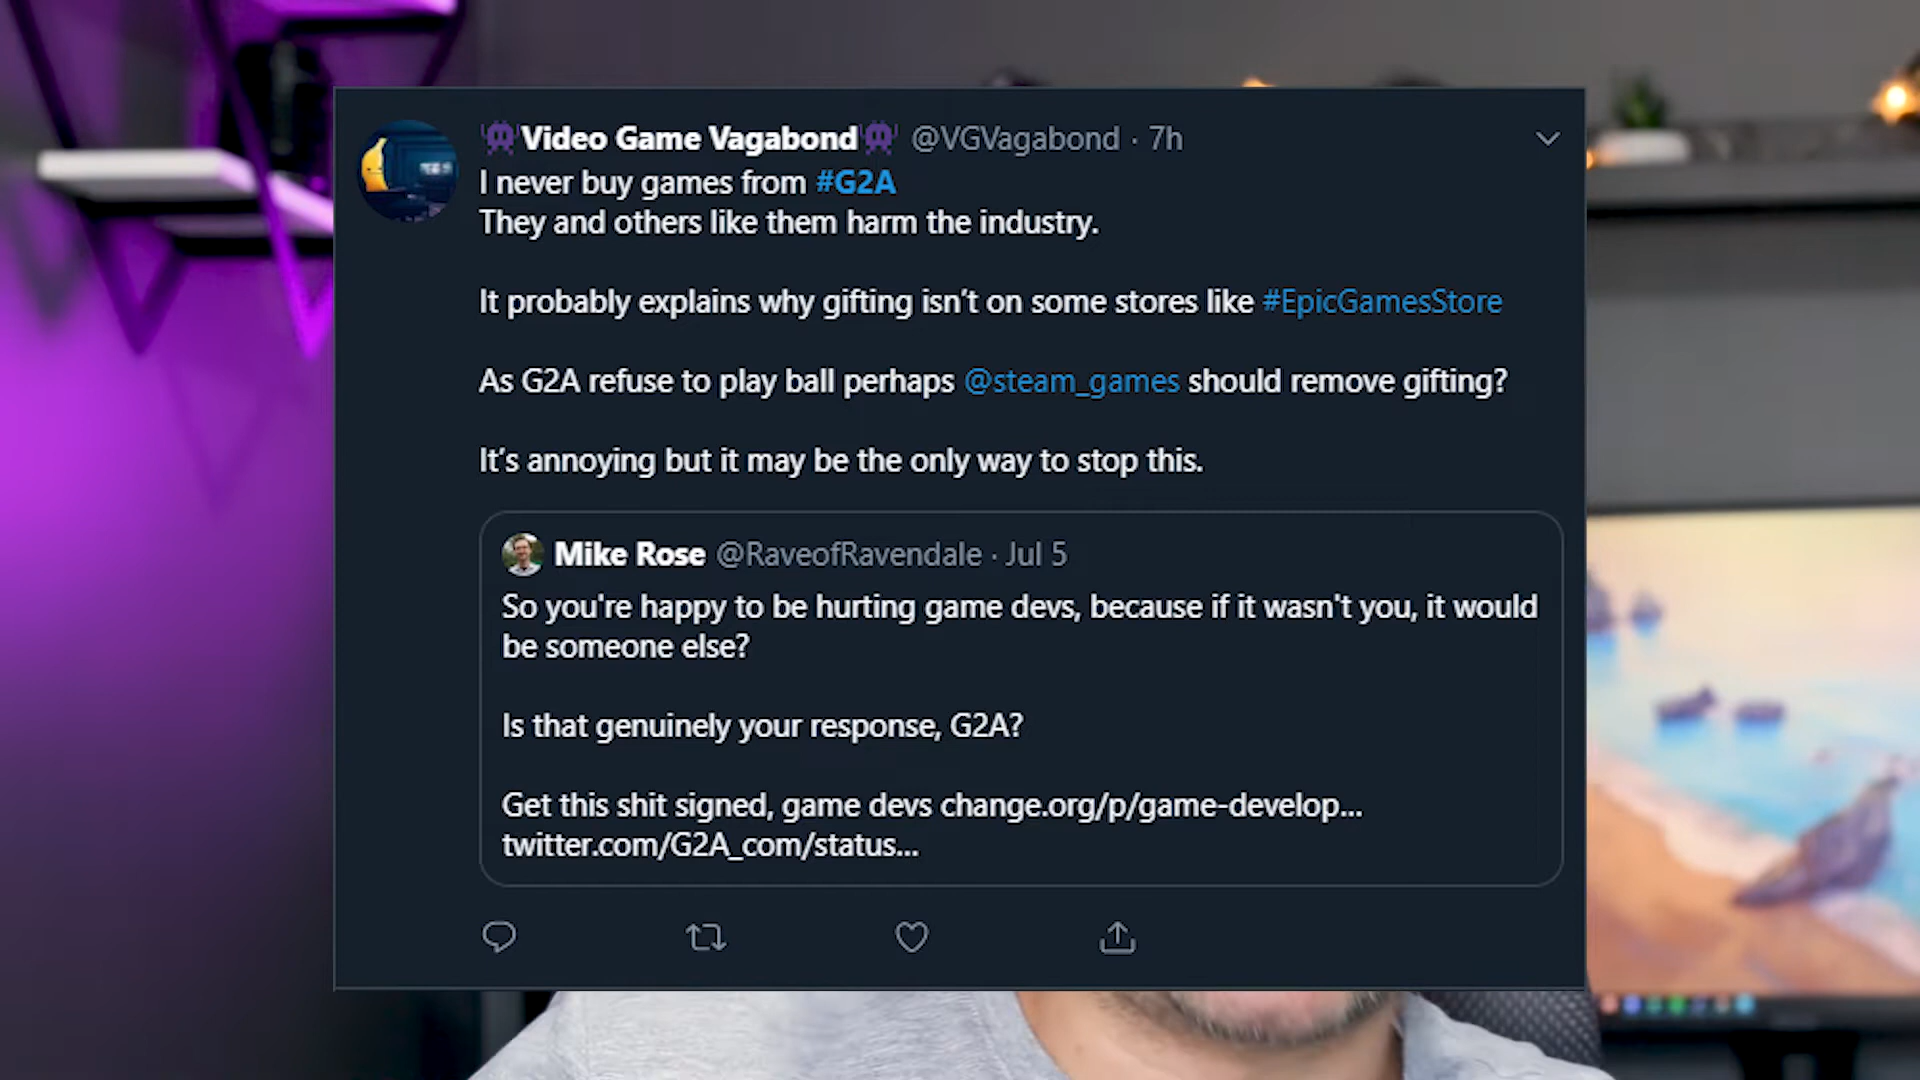 👾Video Game Vagabond👾 @VGVagabond · 7h
I never buy games from #G2A
They and others like them harm the industry.
It probably explains why gifting isn’t on some stores like #EpicGamesStore
As G2A refuse to play ball perhaps @steam_games should remove gifting?
It’s annoying but it may be the only way to stop this.
Mike Rose @RaveofRavendale · Jul 5
So you're happy to be hurting game devs, because if it wasn't you, it would
be someone else?
Is that genuinely your response, G2A?
Get this shit signed, game devs change.org/p/game-develop...
twitter.com/G2A_com/status...